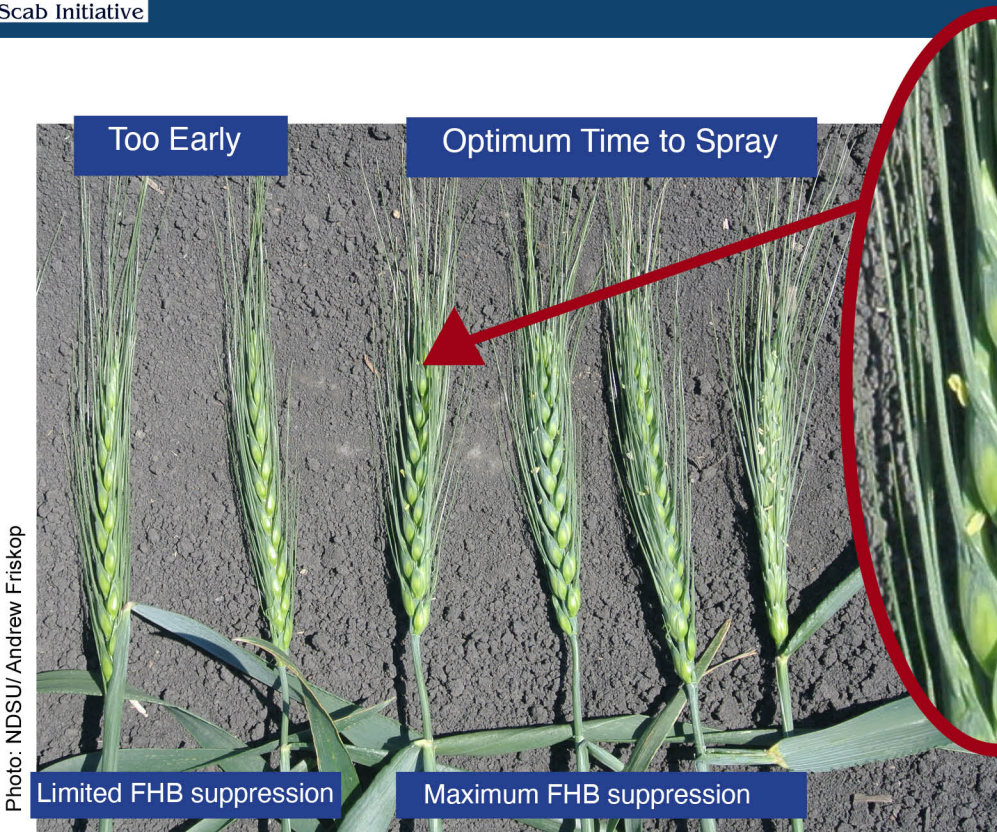 Scab Initiative
Too Early
Optimum Time to Spray
Photo: NDSU/ Andrew Friskop
Limited FHB suppression
Maximum FHB suppression